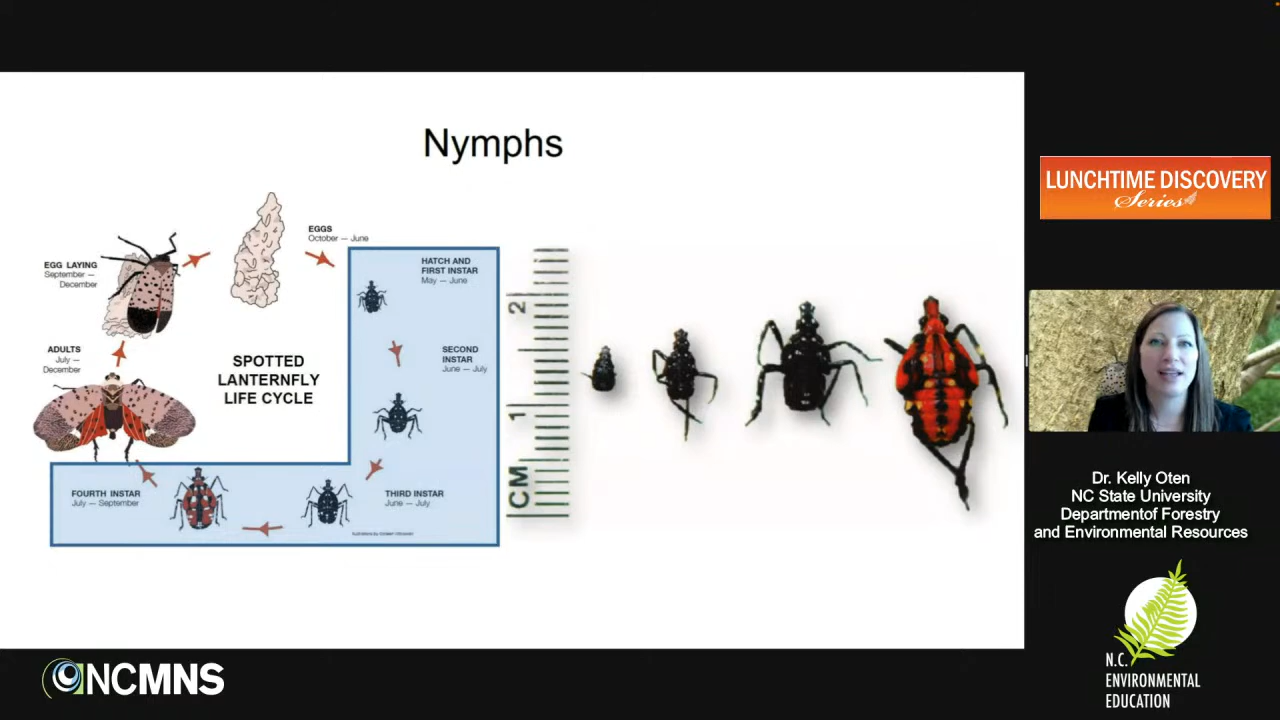 Nymphs
EGGS
October — June
EGG LAYING
September —
December
HATCH AND
FIRST INSTAR
May — June
ADULTS
July —
December
SPOTTED
LANTERNFLY
LIFE CYCLE
SECOND
INSTAR
June — July
FOURTH INSTAR
July — September
THIRD INSTAR
June — July
2
1
CM
LUNCHTIME DISCOVERY
Series
Dr. Kelly Oten
NC State University
Departmentof Forestry
and Environmental Resources
NCMNS
N.C.
ENVIRONMENTAL
EDUCATION